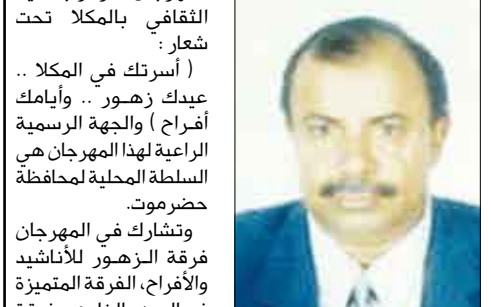 الثقافي بالمكلا تحت
شعار :
( أسرتك في المكلا ..
عيدك زهـور .. وأيامك
أفـراح ) والجهة الرسمية
الراعية لهذا المهرجان هي
السلطة المحلية لمحافظة
حضرموت.
وتشارك في المهرجان
فرقة الـزهـور للأناشيد
والأفراح، الفرقة المتميزة